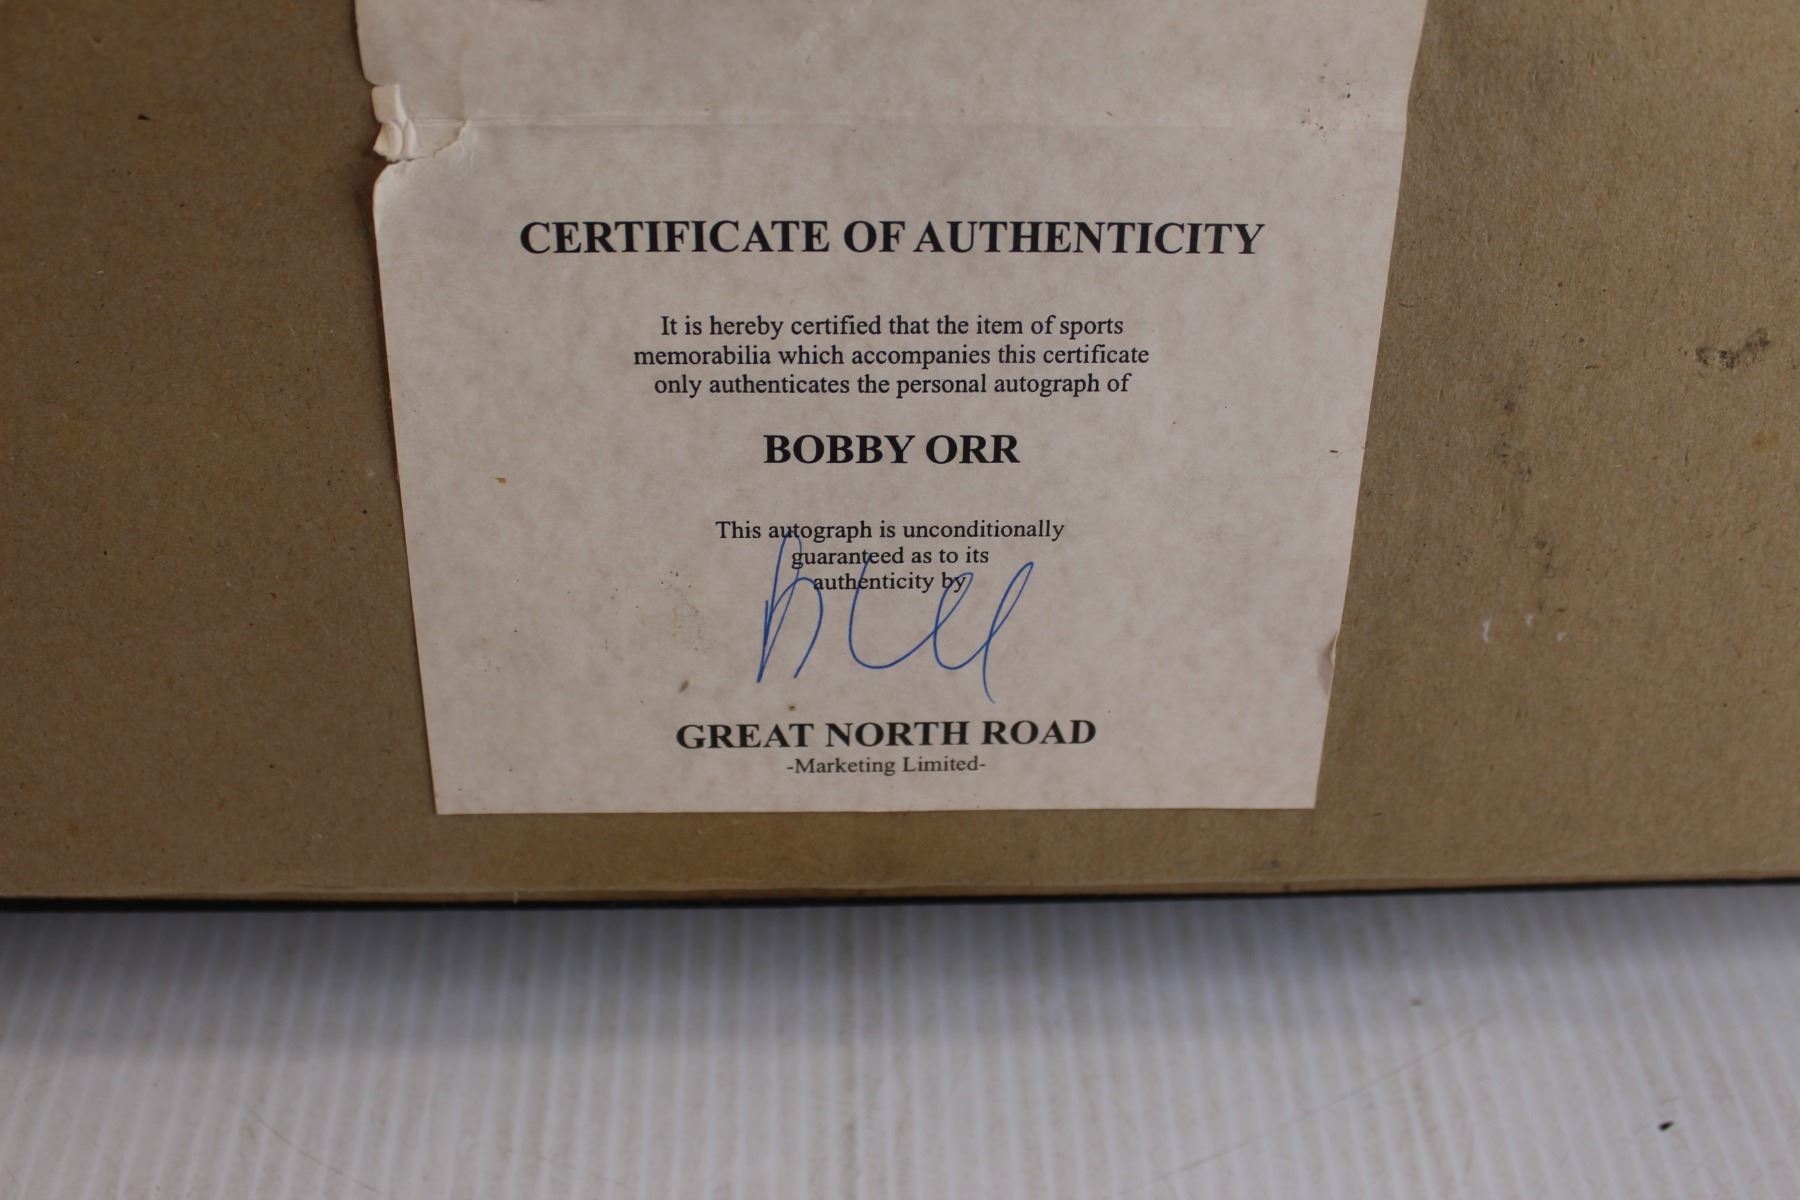 CERTIFICATE OF AUTHENTICITY
It is hereby certified that the item of sports
memorabilia which accompanies this certificate
only authenticates the personal autograph of
BOBBY ORR
This autograph is unconditionally
guaranteed as to its
authenticity by
GREAT NORTH ROAD
-Marketing Limited-